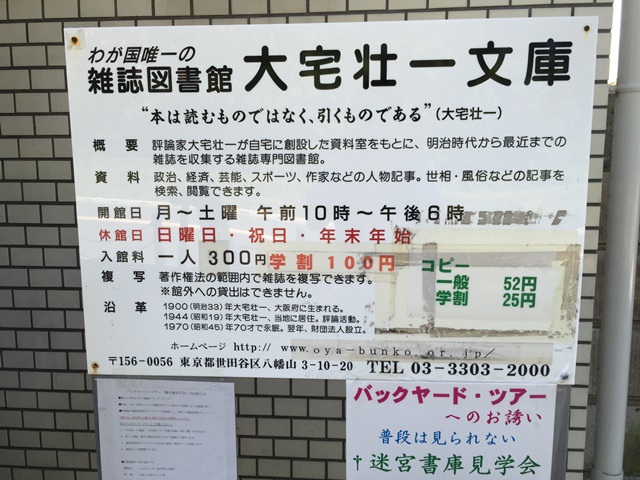 わが国唯一の
雑誌図書館 大宅壮一文庫
“本は読むものではなく、引くものである”(大宅壮一)
概 要 評論家大宅壮一が自宅に創設した資料室をもとに、明治時代から最近までの
雑誌を収集する雑誌専門図書館。
資 料 政治、経済、芸能、スポーツ、作家などの人物記事。世相・風俗などの記事を
検索、閲覧できます。
開館日 月〜土曜 午前10時〜午後6時
休館日 日曜日・祝日・年末年始
入館料 一人 300円 学割 100円
複 写 著作権法の範囲内で雑誌を複写できます。
※館外への貸出はできません。
コピー
一般 52円
学割 25円
沿 革 1900(明治33)年大宅壮一、大阪府に生まれる。
1944(昭和19)年大宅壮一、当地に居住。評論活動。
1970(昭和45)年70才で永眠。翌年、財団法人設立。
ホームページ http://www.oya-bunko.or.jp/
〒156-0056 東京都世田谷区八幡山 3-10-20 TEL 03-3303-2000
バックヤード・ツアー
へのお誘い
普段は見られない
†迷宮書庫見学会